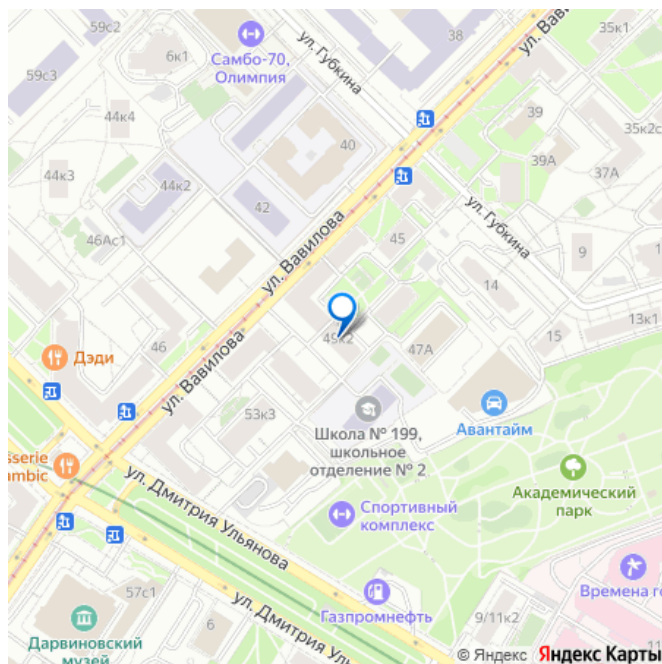 59с2
6к1
38
ул. Вавилова
35к1
Самбо-70,
Олимпия
ул. Губкина
59с3
44к4
39
35к2с
40
39А
37А
44к3
44к2
42
ул. Губкина
46Ас1
45
9
ул. Вавилова
14
13к1
49к2
47А
15
46
Дэди
ул. Вавилова
53к3
Школа № 199,
школьное
отделение № 2
Авантайм
sserie
mbic
ул. Дмитрия Ульянова
Спортивный
комплекс
Академический
парк
57с1
ул. Дмитрия Ульянова
Газпромнефть
Времена го
6
9/11к2
Дарвиновский
музей
11
© Яндекс Яндекс Карты